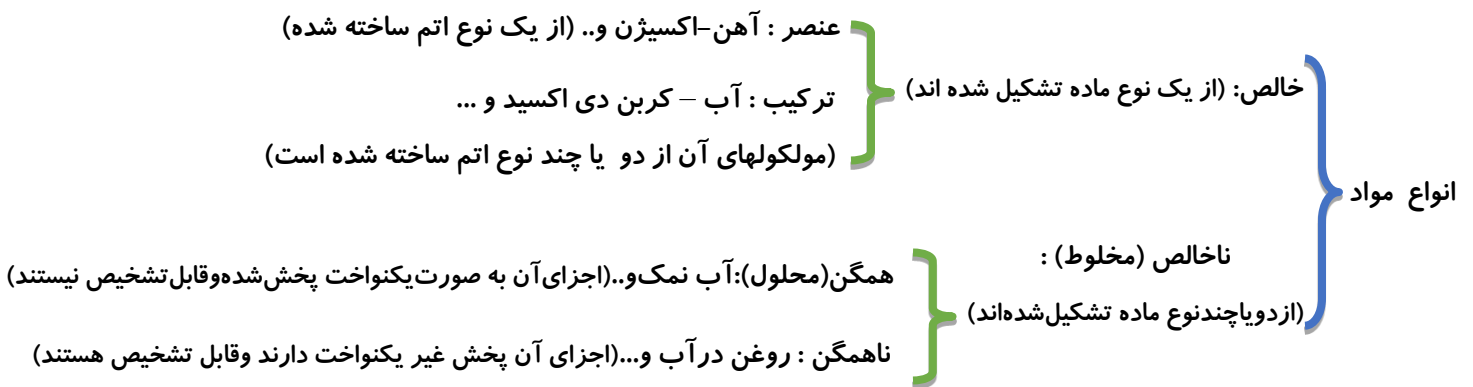 انواع مواد
خالص: (از یک نوع ماده تشکیل شده اند)
عنصر : آهن-اکسیژن و.. (از یک نوع اتم ساخته شده)
ترکیب : آب – کربن دی اکسید و ...
(مولکولهای آن از دو یا چند نوع اتم ساخته شده است)
ناخالص (مخلوط) :
(ازدویاچندنوع ماده تشکیل‌شده‌اند)
همگن(محلول):آب نمک‌و..(اجزای‌آن به صورت‌یکنواخت پخش‌شده‌وقابل‌تشخیص نیستند)
ناهمگن : روغن درآب و...(اجزای آن پخش غیر یکنواخت دارند وقابل تشخیص هستند)